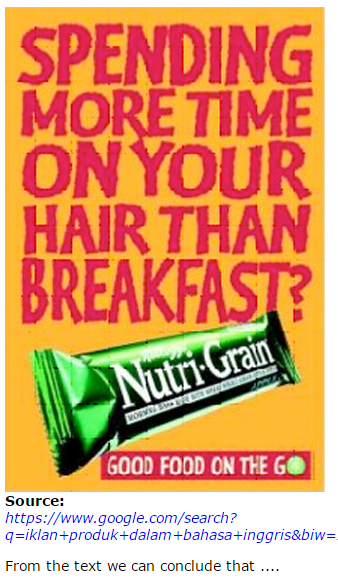 SPENDING
MORE TIME
ON YOUR
HAIR THAN
BREAKFAST?
Nutri-Grain
GOOD FOOD ON THE GO
Source:
https://www.google.com/search?
q=iklan+produk+dalam+bahasa+inggris&biw=
From the text we can conclude that ....